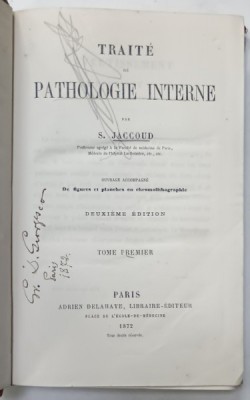 TRAITÉ
DE
PATHOLOGIE INTERNE
PAR
S. JACCOUD
Professeur agrégé à la Faculté de médecine de Paris,
Médecin de l'hôpital Lariboisière, etc., etc.
OUVRAGE ACCOMPAGNÉ
De figures et planches en chromolithographie
DEUXIÈME ÉDITION
TOME PREMIER
PARIS
ADRIEN DELAHAYE, LIBRAIRE-ÉDITEUR
PLACE DE L'ÉCOLE-DE-MÉDECINE
1872
Tous droits réservés.
Paris